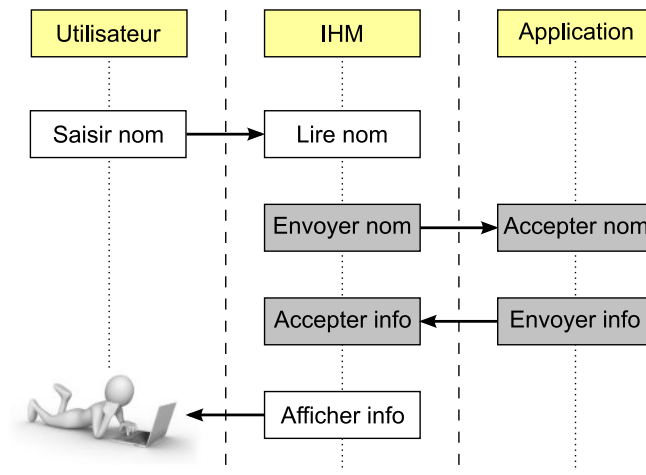 Utilisateur
IHM
Application
Saisir nom
Lire nom
Envoyer nom
Accepter nom
Accepter info
Envoyer info
Afficher info